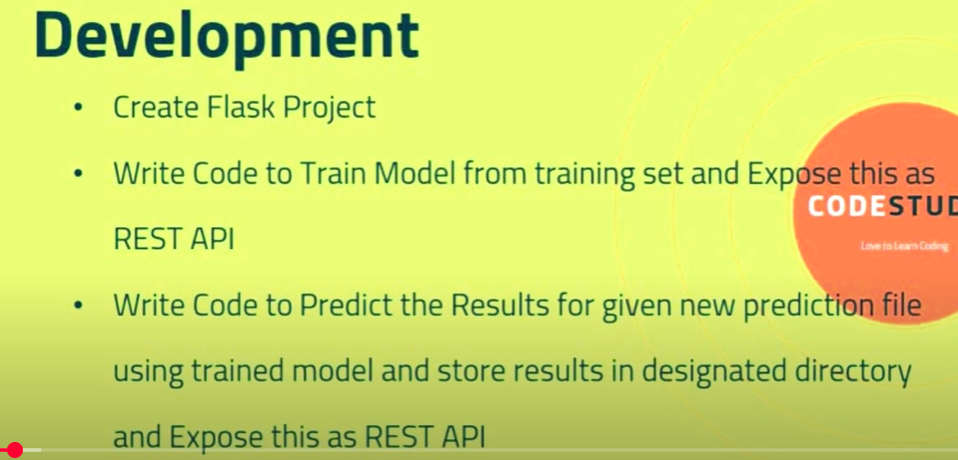 Development
• Create Flask Project
• Write Code to Train Model from training set and Expose this as
REST API
CODESTUD
Love to Learn Coding
• Write Code to Predict the Results for given new prediction file
using trained model and store results in designated directory
and Expose this as REST API